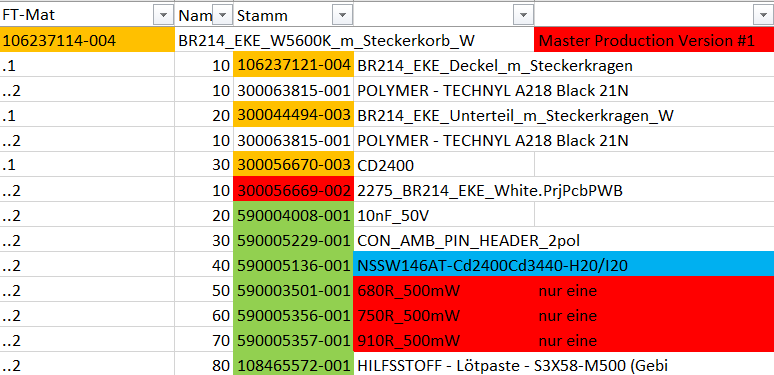 FT-Mat Nam Stamm
106237114-004 BR214_EKE_W5600K_m_Steckerkorb_W Master Production Version #1
.1 10 106237121-004 BR214_EKE_Deckel_m_Steckerkragen
..2 10 300063815-001 POLYMER - TECHNYL A218 Black 21N
.1 20 300044494-003 BR214_EKE_Unterteil_m_Steckerkragen_W
..2 10 300063815-001 POLYMER - TECHNYL A218 Black 21N
.1 30 300056670-003 CD2400
..2 10 300056669-002 2275_BR214_EKE_White.PrjPcbPWB
..2 20 590004008-001 10nF_50V
..2 30 590005229-001 CON_AMB_PIN_HEADER_2pol
..2 40 590005136-001 NSSW146AT-Cd2400Cd3440-H20/I20
..2 50 590003501-001 680R_500mW nur eine
..2 60 590005356-001 750R_500mW nur eine
..2 70 590005357-001 910R_500mW nur eine
..2 80 108465572-001 HILFSSTOFF - Lötpaste - S3X58-M500 (Gebi